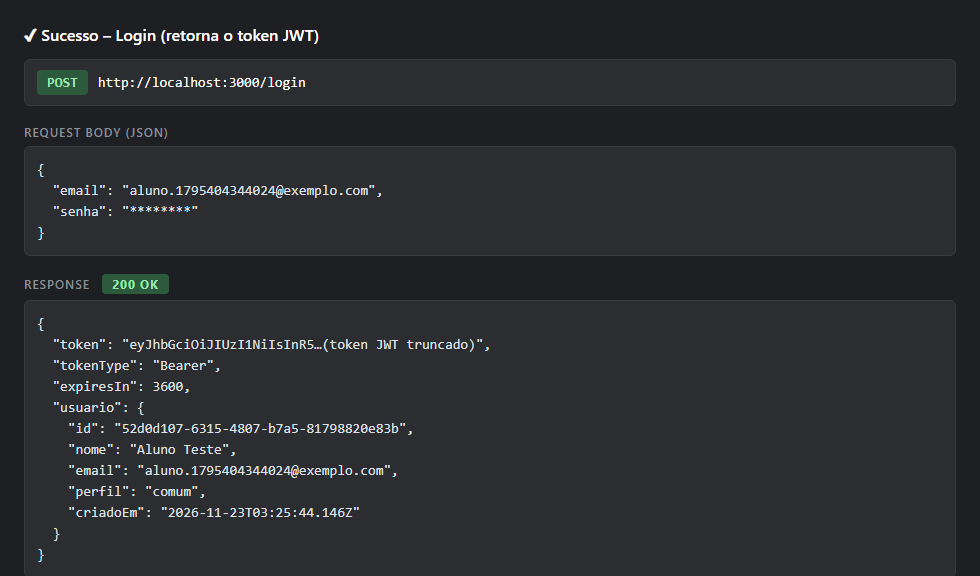 ✔ Sucesso – Login (retorna o token JWT)
POST http://localhost:3000/login
REQUEST BODY (JSON)
{
  "email": "aluno.1795404344024@exemplo.com",
  "senha": "********"
}
RESPONSE 200 OK
{
  "token": "eyJhbGciOiJIUzI1NiIsInR5…(token JWT truncado)",
  "tokenType": "Bearer",
  "expiresIn": 3600,
  "usuario": {
    "id": "52d0d107-6315-4807-b7a5-81798820e83b",
    "nome": "Aluno Teste",
    "email": "aluno.1795404344024@exemplo.com",
    "perfil": "comum",
    "criadoEm": "2026-11-23T03:25:44.146Z"
  }
}